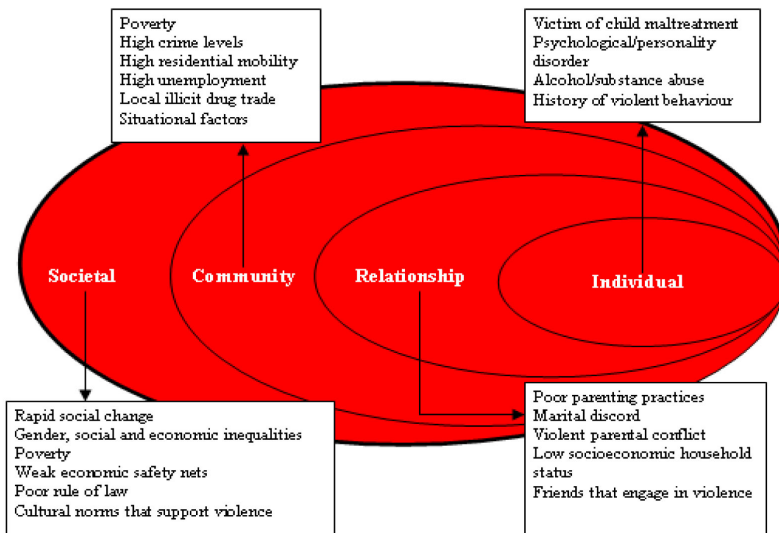 Poverty
High crime levels
High residential mobility
High unemployment
Local illicit drug trade
Situational factors
Victim of child maltreatment
Psychological/personality
disorder
Alcohol/substance abuse
History of violent behaviour
Societal
Community
Relationship
Individual
Rapid social change
Gender, social and economic inequalities
Poverty
Weak economic safety nets
Poor rule of law
Cultural norms that support violence
Poor parenting practices
Marital discord
Violent parental conflict
Low socioeconomic household
status
Friends that engage in violence